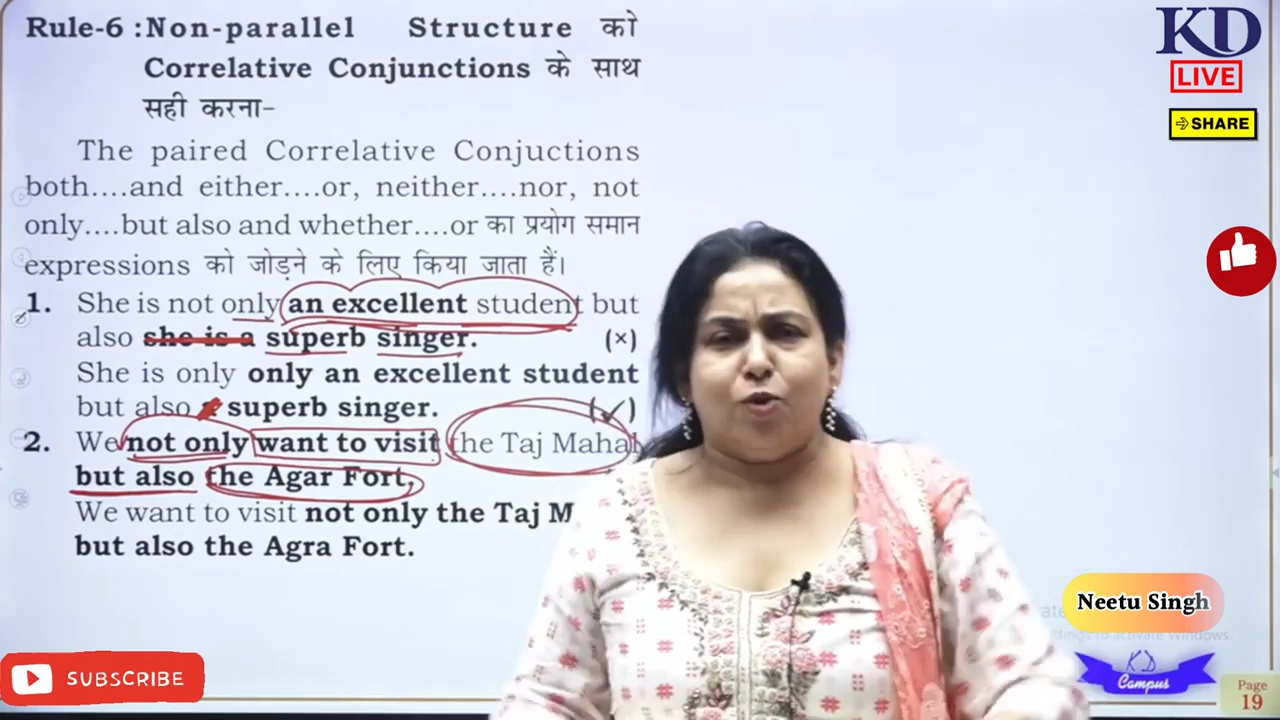 Rule-6 : Non-parallel Structure को
Correlative Conjunctions के साथ
सही करना-
The paired Correlative Conjuctions
both....and either....or, neither....nor, not
only....but also and whether....or का प्रयोग समान
expressions को जोड़ने के लिए किया जाता हैं।
1. She is not only an excellent student but
also she is a superb singer. (×)
She is only only an excellent student
but also superb singer. (✓)
2. We not only want to visit the Taj Mahal
but also the Agar Fort.
We want to visit not only the Taj M
but also the Agra Fort.
KD
LIVE
SHARE
Neetu Singh
to activate Windows.
KD
Campus
Page
19
SUBSCRIBE